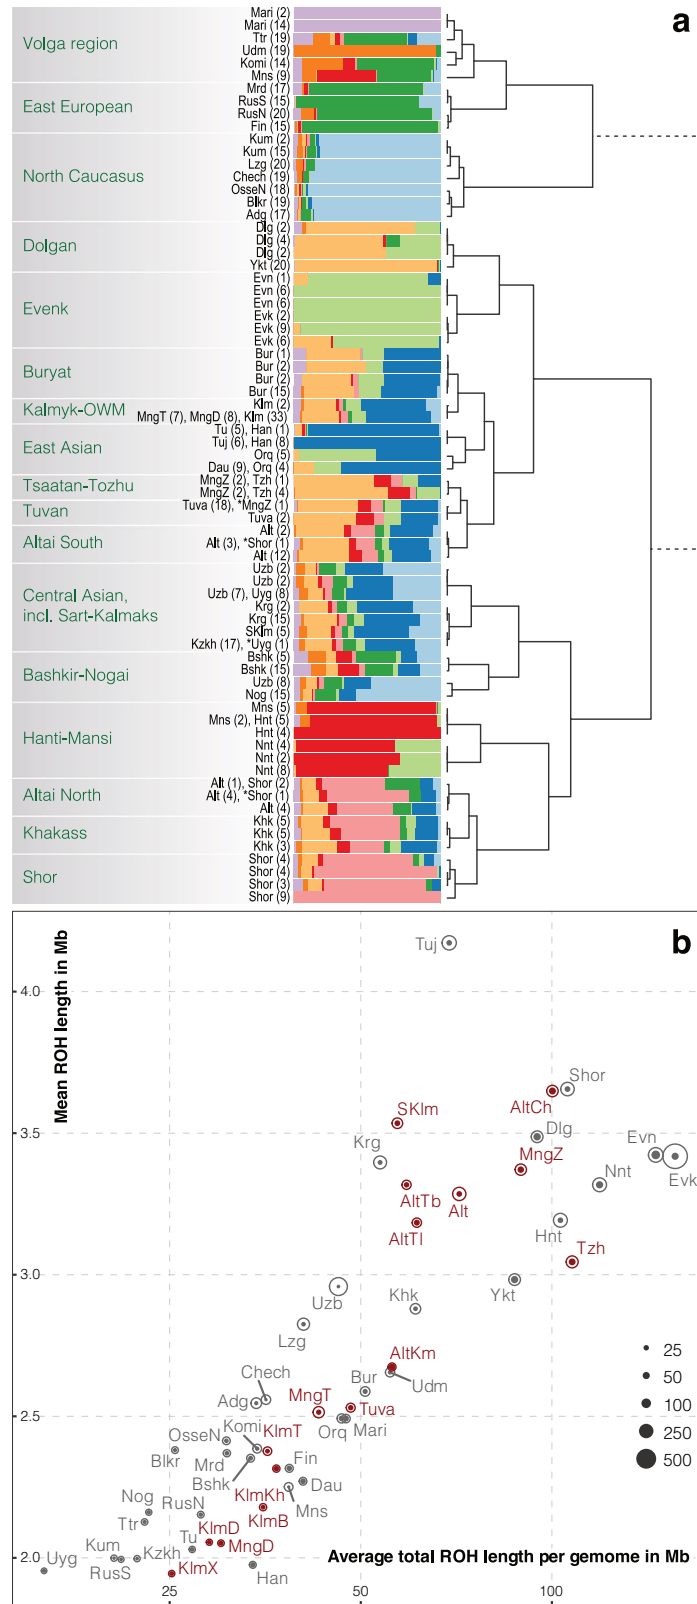 a
Volga region
Mari (2)
Mari (14)
Ttr (19)
Udm (19)
Komi (14)
Mns (9)
East European
Mrd (17)
RusS (15)
RusN (20)
Fin (15)
North Caucasus
Kum (2)
Kum (15)
Lzg (20)
Chech (19)
OsseN (18)
Blkr (19)
Adg (17)
Dolgan
Dlg (2)
Dlg (4)
Dlg (2)
Ykt (20)
Evenk
Evn (1)
Evn (6)
Evn (6)
Evk (2)
Evk (9)
Evk (6)
Buryat
Bur (1)
Bur (2)
Bur (2)
Bur (15)
Kalmyk-OWM
Klm (2)
MngT (7), MngD (8), Klm (33)
East Asian
Tu (5), Han (1)
Tuj (6), Han (8)
Orq (5)
Dau (9), Orq (4)
Tsaatan-Tozhu
MngZ (2), Tzh (1)
MngZ (2), Tzh (4)
Tuvan
Tuva (18), *MngZ (1)
Tuva (2)
Altai South
Alt (2)
Alt (3), *Shor (1)
Alt (12)
Central Asian,
incl. Sart-Kalmaks
Uzb (2)
Uzb (2)
Uzb (7), Uyg (8)
Krg (2)
Krg (15)
SKlm (5)
Kzkh (17), *Uyg (1)
Bashkir-Nogai
Bshk (5)
Bshk (15)
Uzb (8)
Nog (15)
Hanti-Mansi
Mns (5)
Mns (2), Hnt (5)
Hnt (4)
Nnt (4)
Nnt (2)
Nnt (8)
Altai North
Alt (1), Shor (2)
Alt (4), *Shor (1)
Alt (4)
Khakass
Khk (5)
Khk (5)
Khk (3)
Shor
Shor (4)
Shor (4)
Shor (3)
Shor (9)
b
Mean ROH length in Mb
Tuj
4.0
Shor
AltCh
SKlm
Dlg
3.5
Krg
Evn
MngZ
Nnt
Evk
AltTb
Alt
AltTl
Hnt
Tzh
3.0
Uzb
Khk
Ykt
Lzg
25
AltKm
Chech
Bur
Udm
50
Adg
MngT
Tuva
100
2.5
Orq
Mari
OsseN
Komi
KlmT
250
Blkr
Mrd
Fin
500
Bshk
Dau
KlmKh
Mns
Nog
RusN
KlmB
Ttr
KlmD
Tu
MngD
Kum
Kzkh
2.0
Average total ROH length per gemome in Mb
Uyg
RusS
KlmX
Han
25
50
100